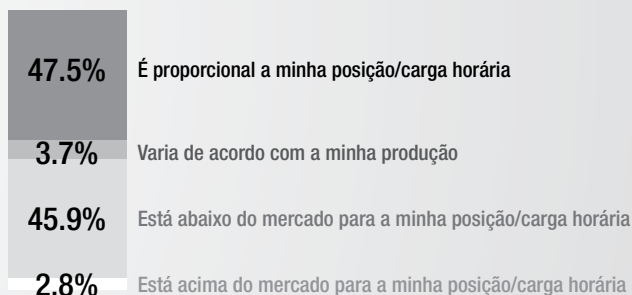 47.5% É proporcional a minha posição/carga horária
3.7% Varia de acordo com a minha produção
45.9% Está abaixo do mercado para a minha posição/carga horária
2.8% Está acima do mercado para a minha posição/carga horária